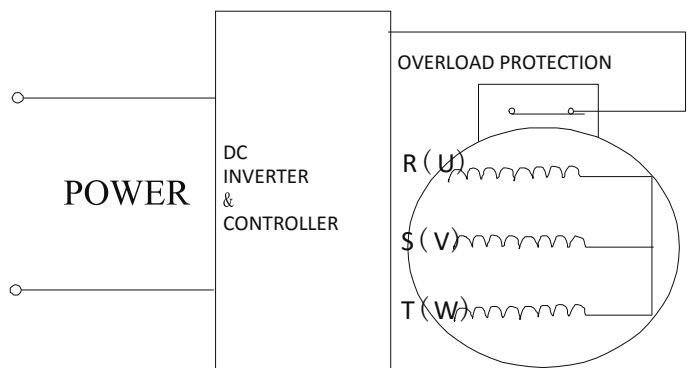 OVERLOAD PROTECTION
POWER
DC
INVERTER
&
CONTROLLER
R(U)
S(V)
T(W)